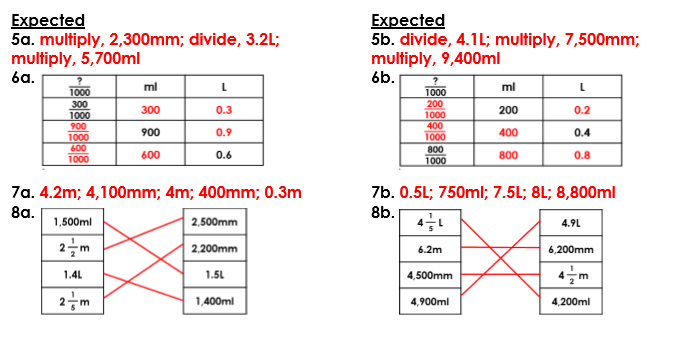 Expected
5a. multiply, 2,300mm; divide, 3.2L;
multiply, 5,700ml
6a.
?/1000 ml L
300/1000 300 0.3
900/1000 900 0.9
600/1000 600 0.6
7a. 4.2m; 4,100mm; 4m; 400mm; 0.3m
8a.
1,500ml 2,500mm
2 1/2 m 2,200mm
1.4L 1.5L
2 1/5 m 1,400ml
Expected
5b. divide, 4.1L; multiply, 7,500mm;
multiply, 9,400ml
6b.
?/1000 ml L
200/1000 200 0.2
400/1000 400 0.4
800/1000 800 0.8
7b. 0.5L; 750ml; 7.5L; 8L; 8,800ml
8b.
4 1/5 L 4.9L
6.2m 6,200mm
4,500mm 4 1/2 m
4,900ml 4,200ml